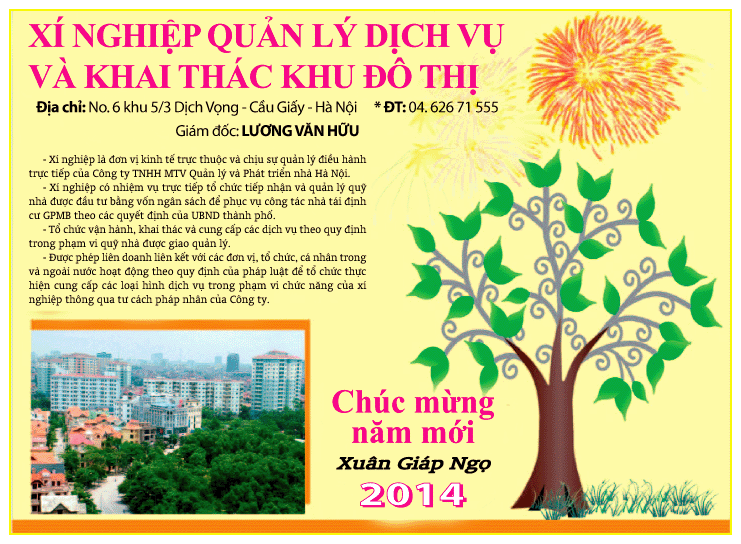 XÍ NGHIỆP QUẢN LÝ DỊCH VỤ
VÀ KHAI THÁC KHU ĐÔ THỊ
Địa chỉ: No. 6 khu 5/3 Dịch Vọng - Cầu Giấy - Hà Nội * ĐT: 04. 626 71 555
Giám đốc: LƯƠNG VĂN HỮU
- Xí nghiệp là đơn vị kinh tế trực thuộc và chịu sự quản lý điều hành
trực tiếp của Công ty TNHH MTV Quản lý và Phát triển nhà Hà Nội.
- Xí nghiệp có nhiệm vụ trực tiếp tổ chức tiếp nhận và quản lý quỹ
nhà được đầu tư bằng vốn ngân sách để phục vụ công tác nhà tái định
cư GPMB theo các quyết định của UBND thành phố.
- Tổ chức vận hành, khai thác và cung cấp các dịch vụ theo quy định
trong phạm vi quỹ nhà được giao quản lý.
- Được phép liên doanh liên kết với các đơn vị, tổ chức, cá nhân trong
và ngoài nước hoạt động theo quy định của pháp luật để tổ chức thực
hiện cung cấp các loại hình dịch vụ trong phạm vi chức năng của xí
nghiệp thông qua tư cách pháp nhân của Công ty.
Chúc mừng
năm mới
Xuân Giáp Ngọ
2014